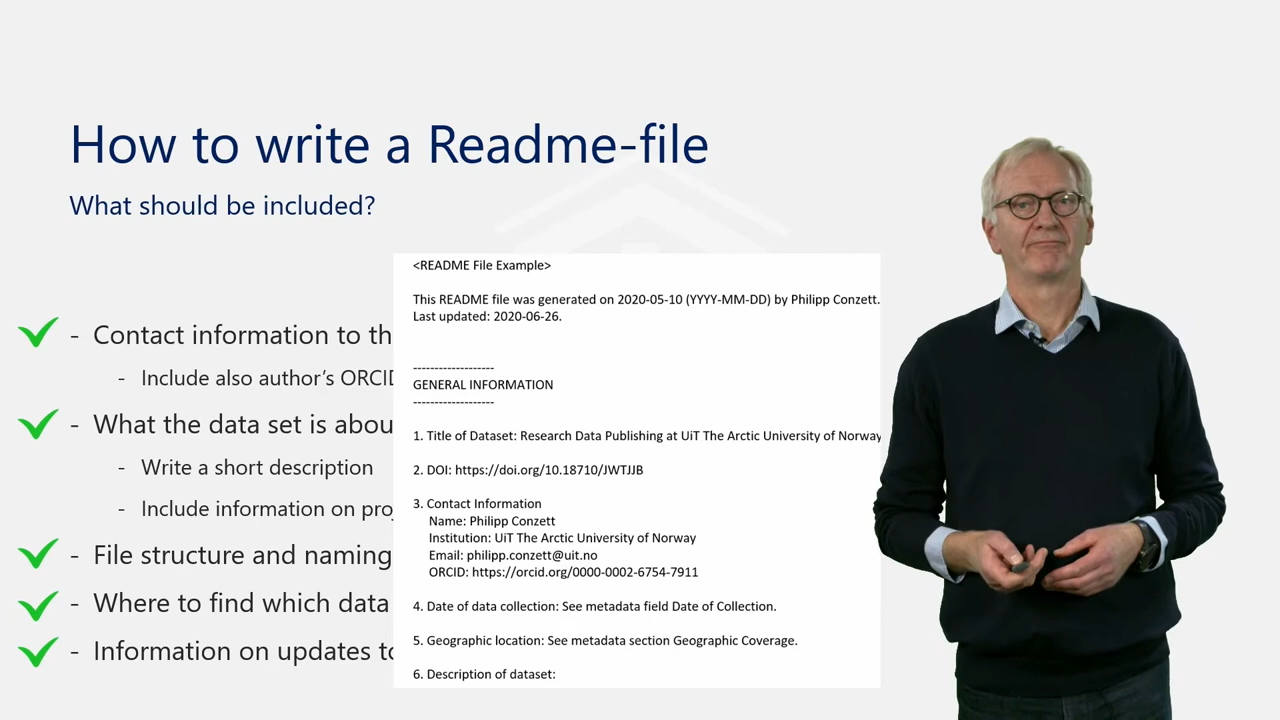 How to write a Readme-file
What should be included?
- Contact information to th
- Include also author's ORCID
- What the data set is abou
- Write a short description
- Include information on proj
- File structure and naming
- Where to find which data
- Information on updates to
<README File Example>
This README file was generated on 2020-05-10 (YYYY-MM-DD) by Philipp Conzett.
Last updated: 2020-06-26.
-------------------
GENERAL INFORMATION
-------------------
1. Title of Dataset: Research Data Publishing at UiT The Arctic University of Norway
2. DOI: https://doi.org/10.18710/JWTJJB
3. Contact Information
Name: Philipp Conzett
Institution: UiT The Arctic University of Norway
Email: philipp.conzett@uit.no
ORCID: https://orcid.org/0000-0002-6754-7911
4. Date of data collection: See metadata field Date of Collection.
5. Geographic location: See metadata section Geographic Coverage.
6. Description of dataset: